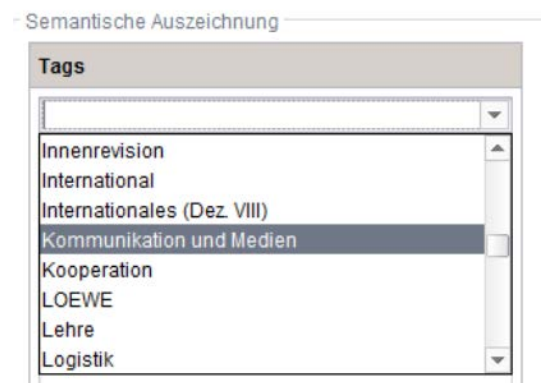 Semantische Auszeichnung
Tags
Innenrevision
International
Internationales (Dez. VIII)
Kommunikation und Medien
Kooperation
LOEWE
Lehre
Logistik